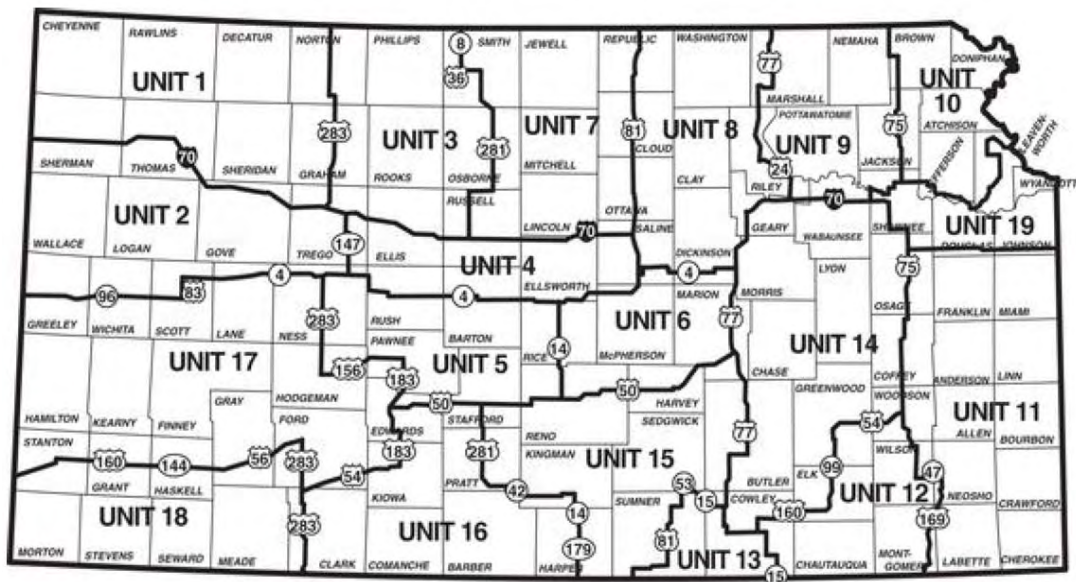 CHEYENNE RAWLINS DECATUR NORTON PHILLIPS 8 SMITH JEWELL REPUBLIC WASHINGTON 77 NEMAHA BROWN DONIPHAN
UNIT 1 36 UNIT
MARSHALL 10
283 UNIT 3 281 UNIT 7 81 UNIT 8 POTTAWATOMIE 75 ATCHISON
CLOUD UNIT 9 LEAVEN-
WORTH
SHERMAN 70 THOMAS SHERIDAN GRAHAM ROOKS OSBORNE MITCHELL CLAY 24 RILEY JACKSON JEFFERSON WYANDOTT
RUSSELL
UNIT 2 LINCOLN 70 OTTAWA SALINE GEARY 70 WABAUNSEE SHAWNEE UNIT 19
WALLACE LOGAN GOVE TREGO 147 ELLIS UNIT 4 DICKINSON DOUGLAS JOHNSON
96 83 4 4 ELLSWORTH 4 MARION MORRIS LYON 75
GREELEY WICHITA SCOTT LANE NESS 283 RUSH BARTON UNIT 6 77 OSAGE FRANKLIN MIAMI
PAWNEE RICE 14 McPHERSON UNIT 14
UNIT 17 156 183 UNIT 5 50 CHASE COFFEY ANDERSON LINN
GRAY HODGEMAN 50 HARVEY GREENWOOD WOODSON
HAMILTON KEARNY FINNEY FORD EDWARDS STAFFORD RENO SEDGWICK 77 54 UNIT 11
STANTON 183 281 KINGMAN WILSON ALLEN BOURBON
160 144 56 283 54 UNIT 15 BUTLER ELK 99 47
GRANT HASKELL KIOWA PRATT 42 SUMNER 53 15 COWLEY 160 UNIT 12 NEOSHO CRAWFORD
UNIT 18 283 UNIT 16 14 81 169
MORTON STEVENS SEWARD MEADE CLARK COMANCHE BARBER HARPER 179 UNIT 13 15 CHAUTAUQUA MONT-
GOMERY LABETTE CHEROKEE